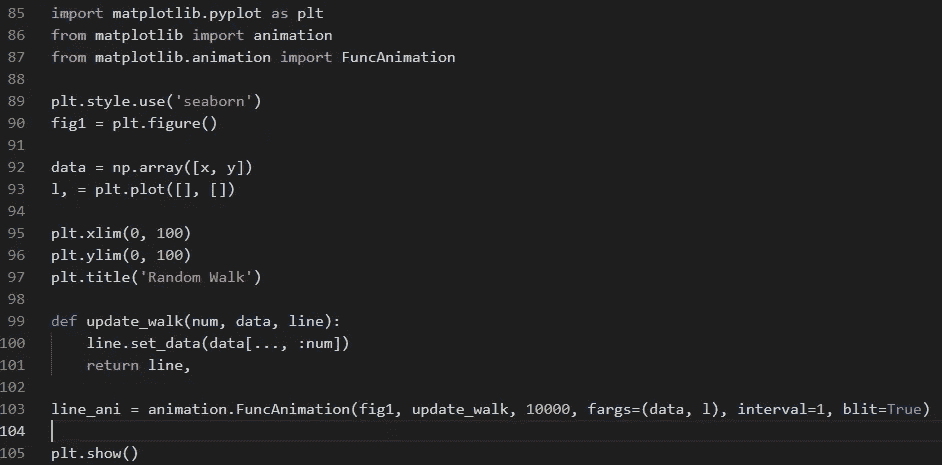 85 import matplotlib.pyplot as plt
86 from matplotlib import animation
87 from matplotlib.animation import FuncAnimation
88
89 plt.style.use('seaborn')
90 fig1 = plt.figure()
91
92 data = np.array([x, y])
93 l, = plt.plot([], [])
94
95 plt.xlim(0, 100)
96 plt.ylim(0, 100)
97 plt.title('Random Walk')
98
99 def update_walk(num, data, line):
100     line.set_data(data[..., :num])
101     return line,
102
103 line_ani = animation.FuncAnimation(fig1, update_walk, 10000, fargs=(data, l), interval=1, blit=True)
104
105 plt.show()